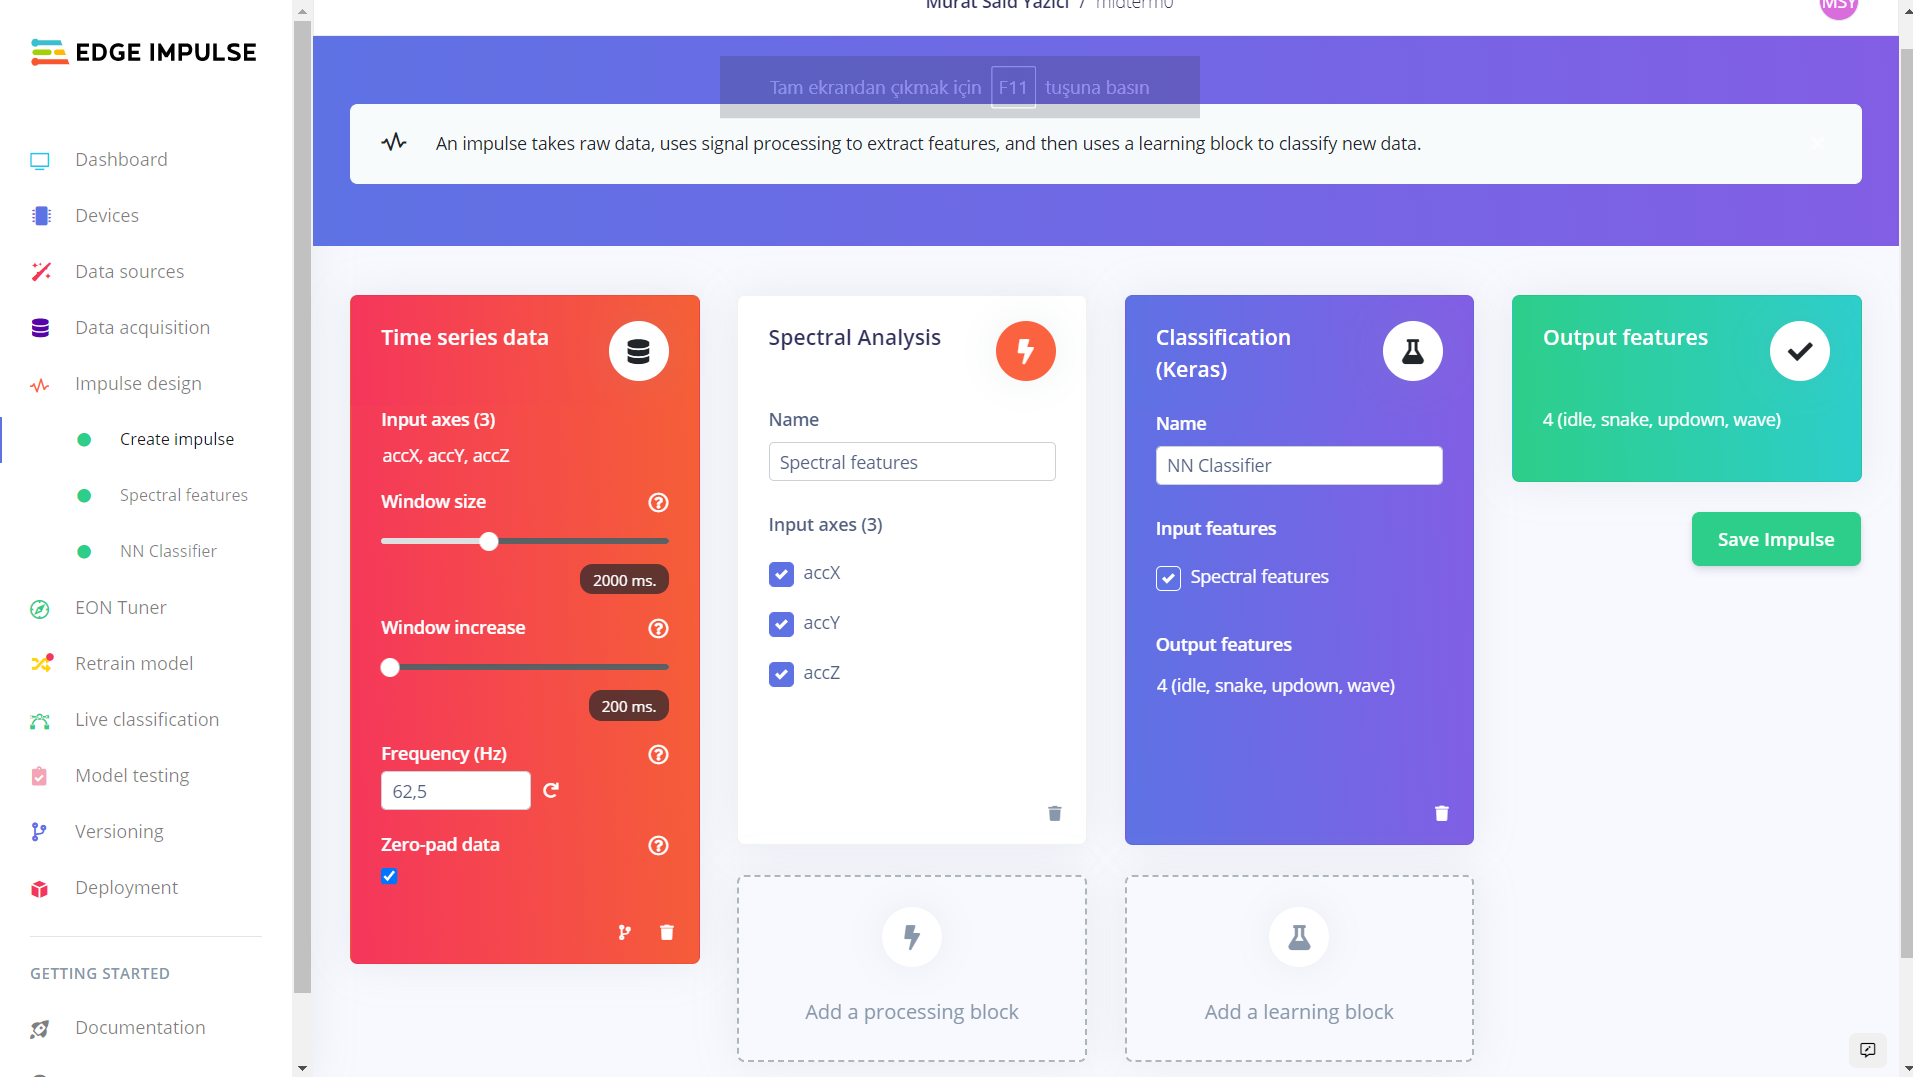 Murat Said Yazici / midterm0
MSY
EDGE IMPULSE
Tam ekrandan çıkmak için F11 tuşuna basın
An impulse takes raw data, uses signal processing to extract features, and then uses a learning block to classify new data.
Dashboard
Devices
Data sources
Data acquisition
Impulse design
Create impulse
Spectral features
NN Classifier
EON Tuner
Retrain model
Live classification
Model testing
Versioning
Deployment
GETTING STARTED
Documentation
Time series data
Input axes (3)
accX, accY, accZ
Window size
2000 ms.
Window increase
200 ms.
Frequency (Hz)
62,5
Zero-pad data
Spectral Analysis
Name
Spectral features
Input axes (3)
accX
accY
accZ
Add a processing block
Classification
(Keras)
Name
NN Classifier
Input features
Spectral features
Output features
4 (idle, snake, updown, wave)
Add a learning block
Output features
4 (idle, snake, updown, wave)
Save Impulse